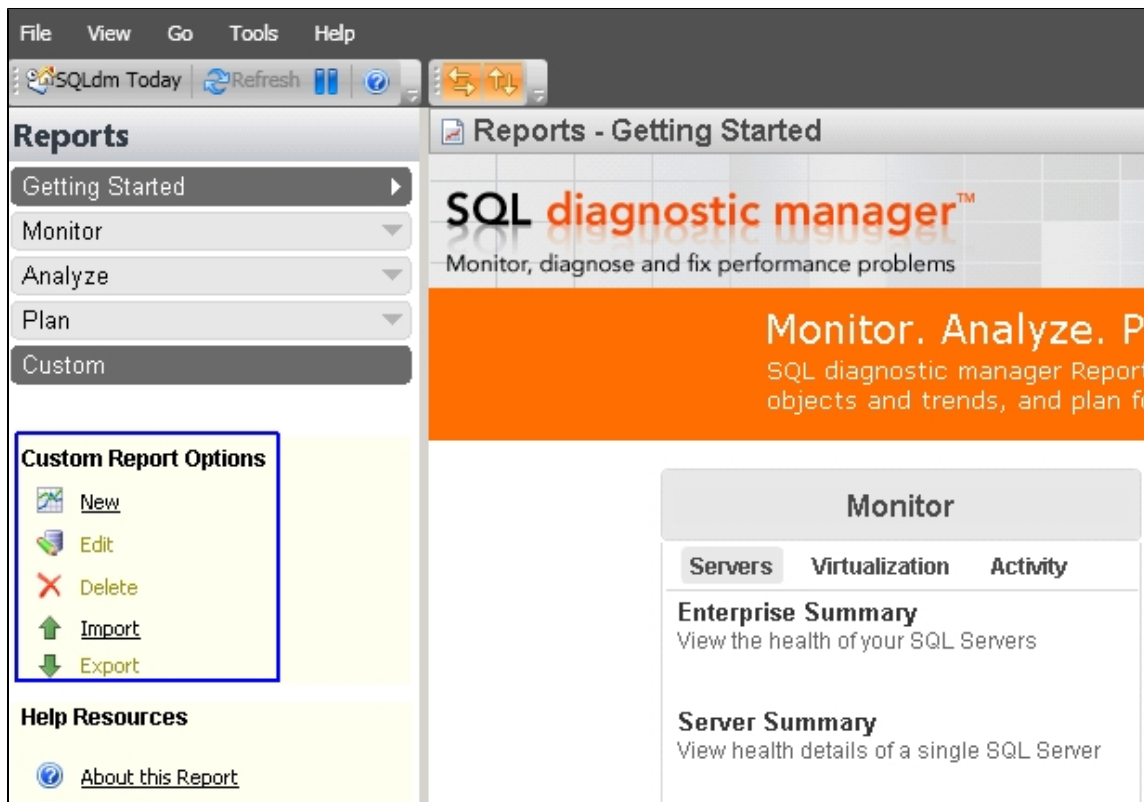 File View Go Tools Help
SQLdm Today Refresh
Reports
Getting Started
Monitor
Analyze
Plan
Custom
Custom Report Options
New
Edit
Delete
Import
Export
Help Resources
About this Report
Reports - Getting Started
SQL diagnostic manager™
Monitor, diagnose and fix performance problems
Monitor. Analyze. P
SQL diagnostic manager Report
objects and trends, and plan fo
Monitor
Servers Virtualization Activity
Enterprise Summary
View the health of your SQL Servers
Server Summary
View health details of a single SQL Server